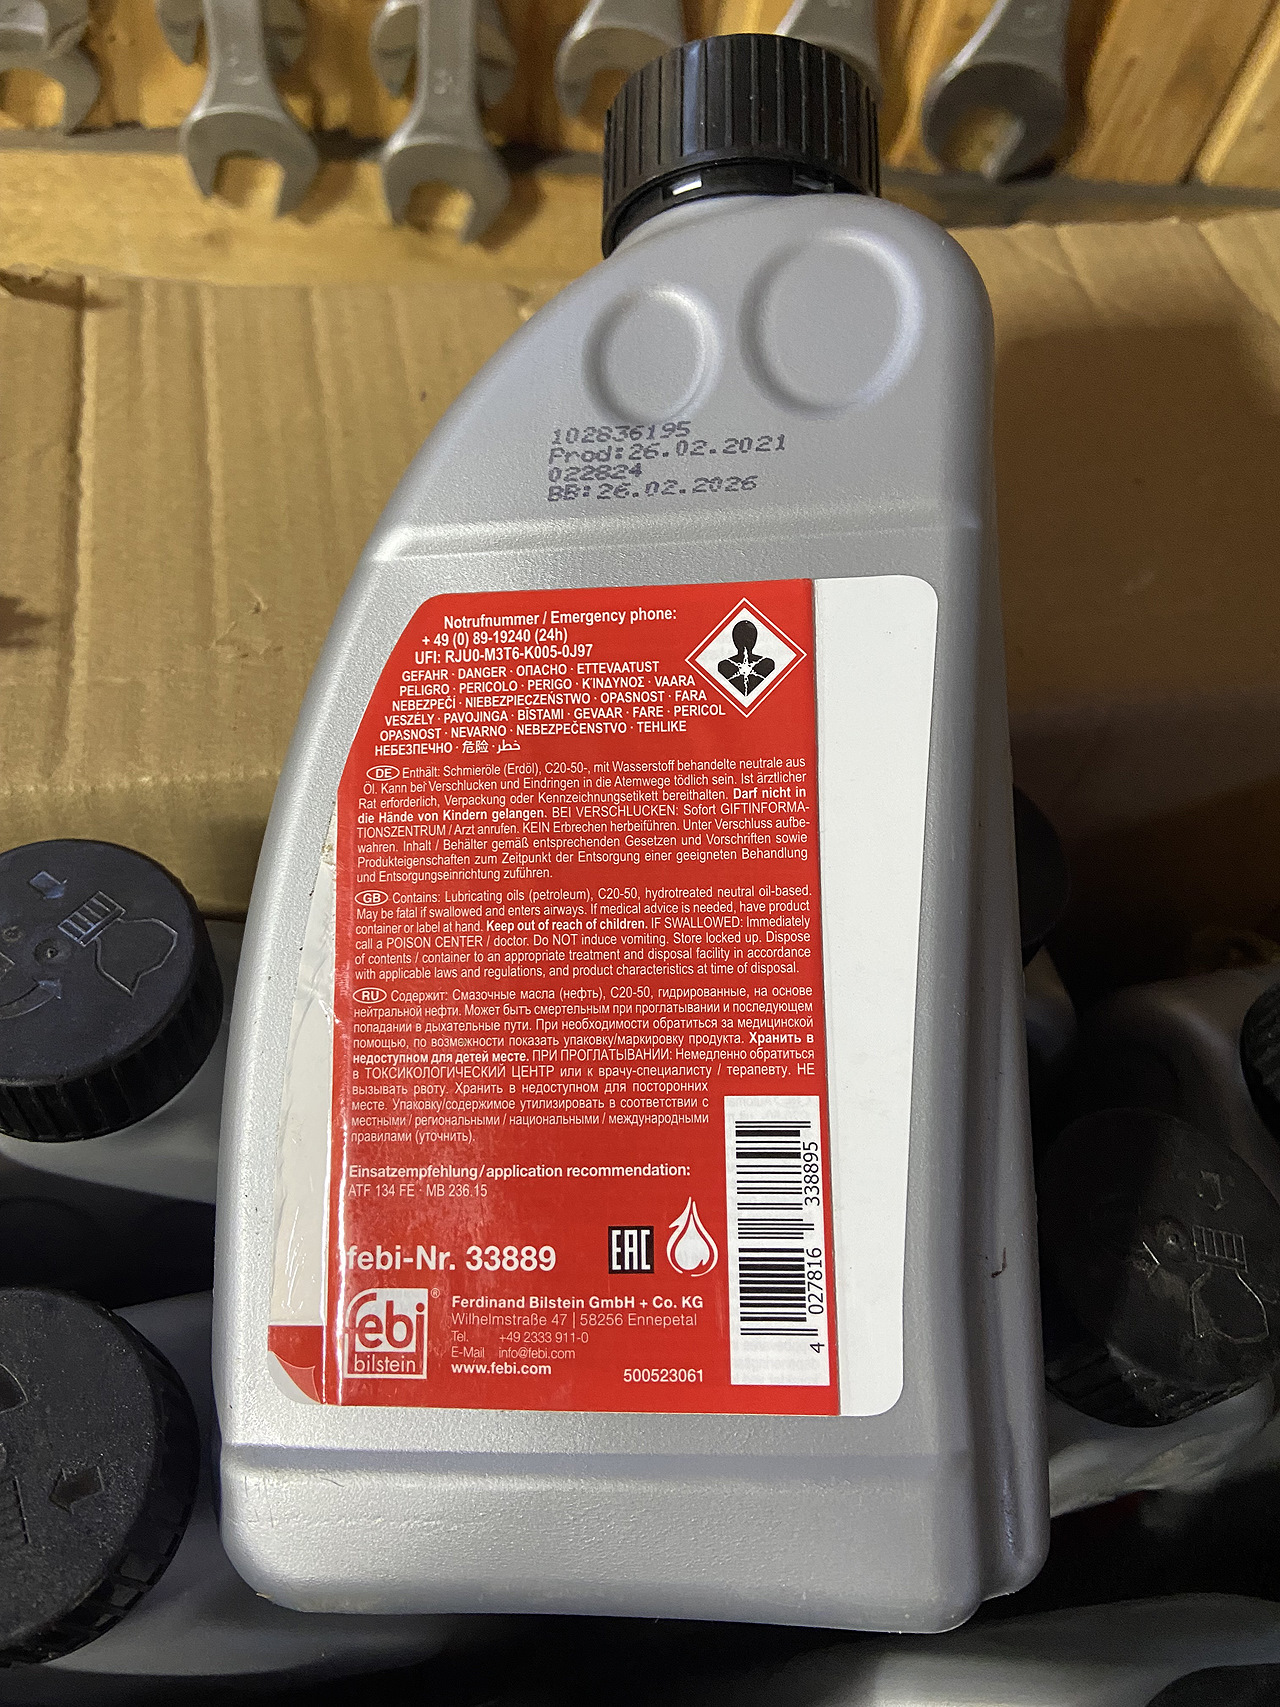 102836195
Prod:26.02.2021
022824
BB:26.02.2026
Notrufnummer / Emergency phone:
+ 49 (0) 89-19240 (24h)
UFI: RJU0-M3T6-K005-0J97
GEFAHR · DANGER · ОПАСНО · ETTEVAATUST
PELIGRO · PERICOLO · PERIGO · ΚΊΝΔΥΝΟΣ · VAARA
NEBEZPEČÍ · NIEBEZPIECZEŃSTWO · OPASNOST · FARA
VESZÉLY · PAVOJINGA · BĪSTAMI · GEVAAR · FARE · PERICOL
OPASNOST · NEVARNO · NEBEZPEČENSTVO · TEHLIKE
НЕБЕЗПЕЧНО · 危险 · خطر
DE Enthält: Schmieröle (Erdöl), C20-50-, mit Wasserstoff behandelte neutrale aus
Öl. Kann bei Verschlucken und Eindringen in die Atemwege tödlich sein. Ist ärztlicher
Rat erforderlich, Verpackung oder Kennzeichnungsetikett bereithalten. Darf nicht in
die Hände von Kindern gelangen. BEI VERSCHLUCKEN: Sofort GIFTINFORMA-
TIONSZENTRUM / Arzt anrufen. KEIN Erbrechen herbeiführen. Unter Verschluss aufbe-
wahren. Inhalt / Behälter gemäß entsprechenden Gesetzen und Vorschriften sowie
Produkteigenschaften zum Zeitpunkt der Entsorgung einer geeigneten Behandlung
und Entsorgungseinrichtung zuführen.
GB Contains: Lubricating oils (petroleum), C20-50, hydrotreated neutral oil-based.
May be fatal if swallowed and enters airways. If medical advice is needed, have product
container or label at hand. Keep out of reach of children. IF SWALLOWED: Immediately
call a POISON CENTER / doctor. Do NOT induce vomiting. Store locked up. Dispose
of contents / container to an appropriate treatment and disposal facility in accordance
with applicable laws and regulations, and product characteristics at time of disposal.
RU Содержит: Смазочные масла (нефть), C20-50, гидрированные, на основе
нейтральной нефти. Может быть смертельным при проглатывании и последующем
попадании в дыхательные пути. При необходимости обратиться за медицинской
помощью, по возможности показать упаковку/маркировку продукта. Хранить в
недоступном для детей месте. ПРИ ПРОГЛАТЫВАНИИ: Немедленно обратиться
в ТОКСИКОЛОГИЧЕСКИЙ ЦЕНТР или к врачу-специалисту / терапевту. НЕ
вызывать рвоту. Хранить в недоступном для посторонних
месте. Упаковку/содержимое утилизировать в соответствии с
местными / региональными / национальными / международными
правилами (уточнить).
Einsatzempfehlung/application recommendation:
ATF 134 FE · MB 236.15
febi-Nr. 33889
EAC
febi®
bilstein
Ferdinand Bilstein GmbH + Co. KG
Wilhelmstraße 47 | 58256 Ennepetal
Tel. +49 2333 911-0
E-Mail info@febi.com
www.febi.com
500523061
4 027816 338895